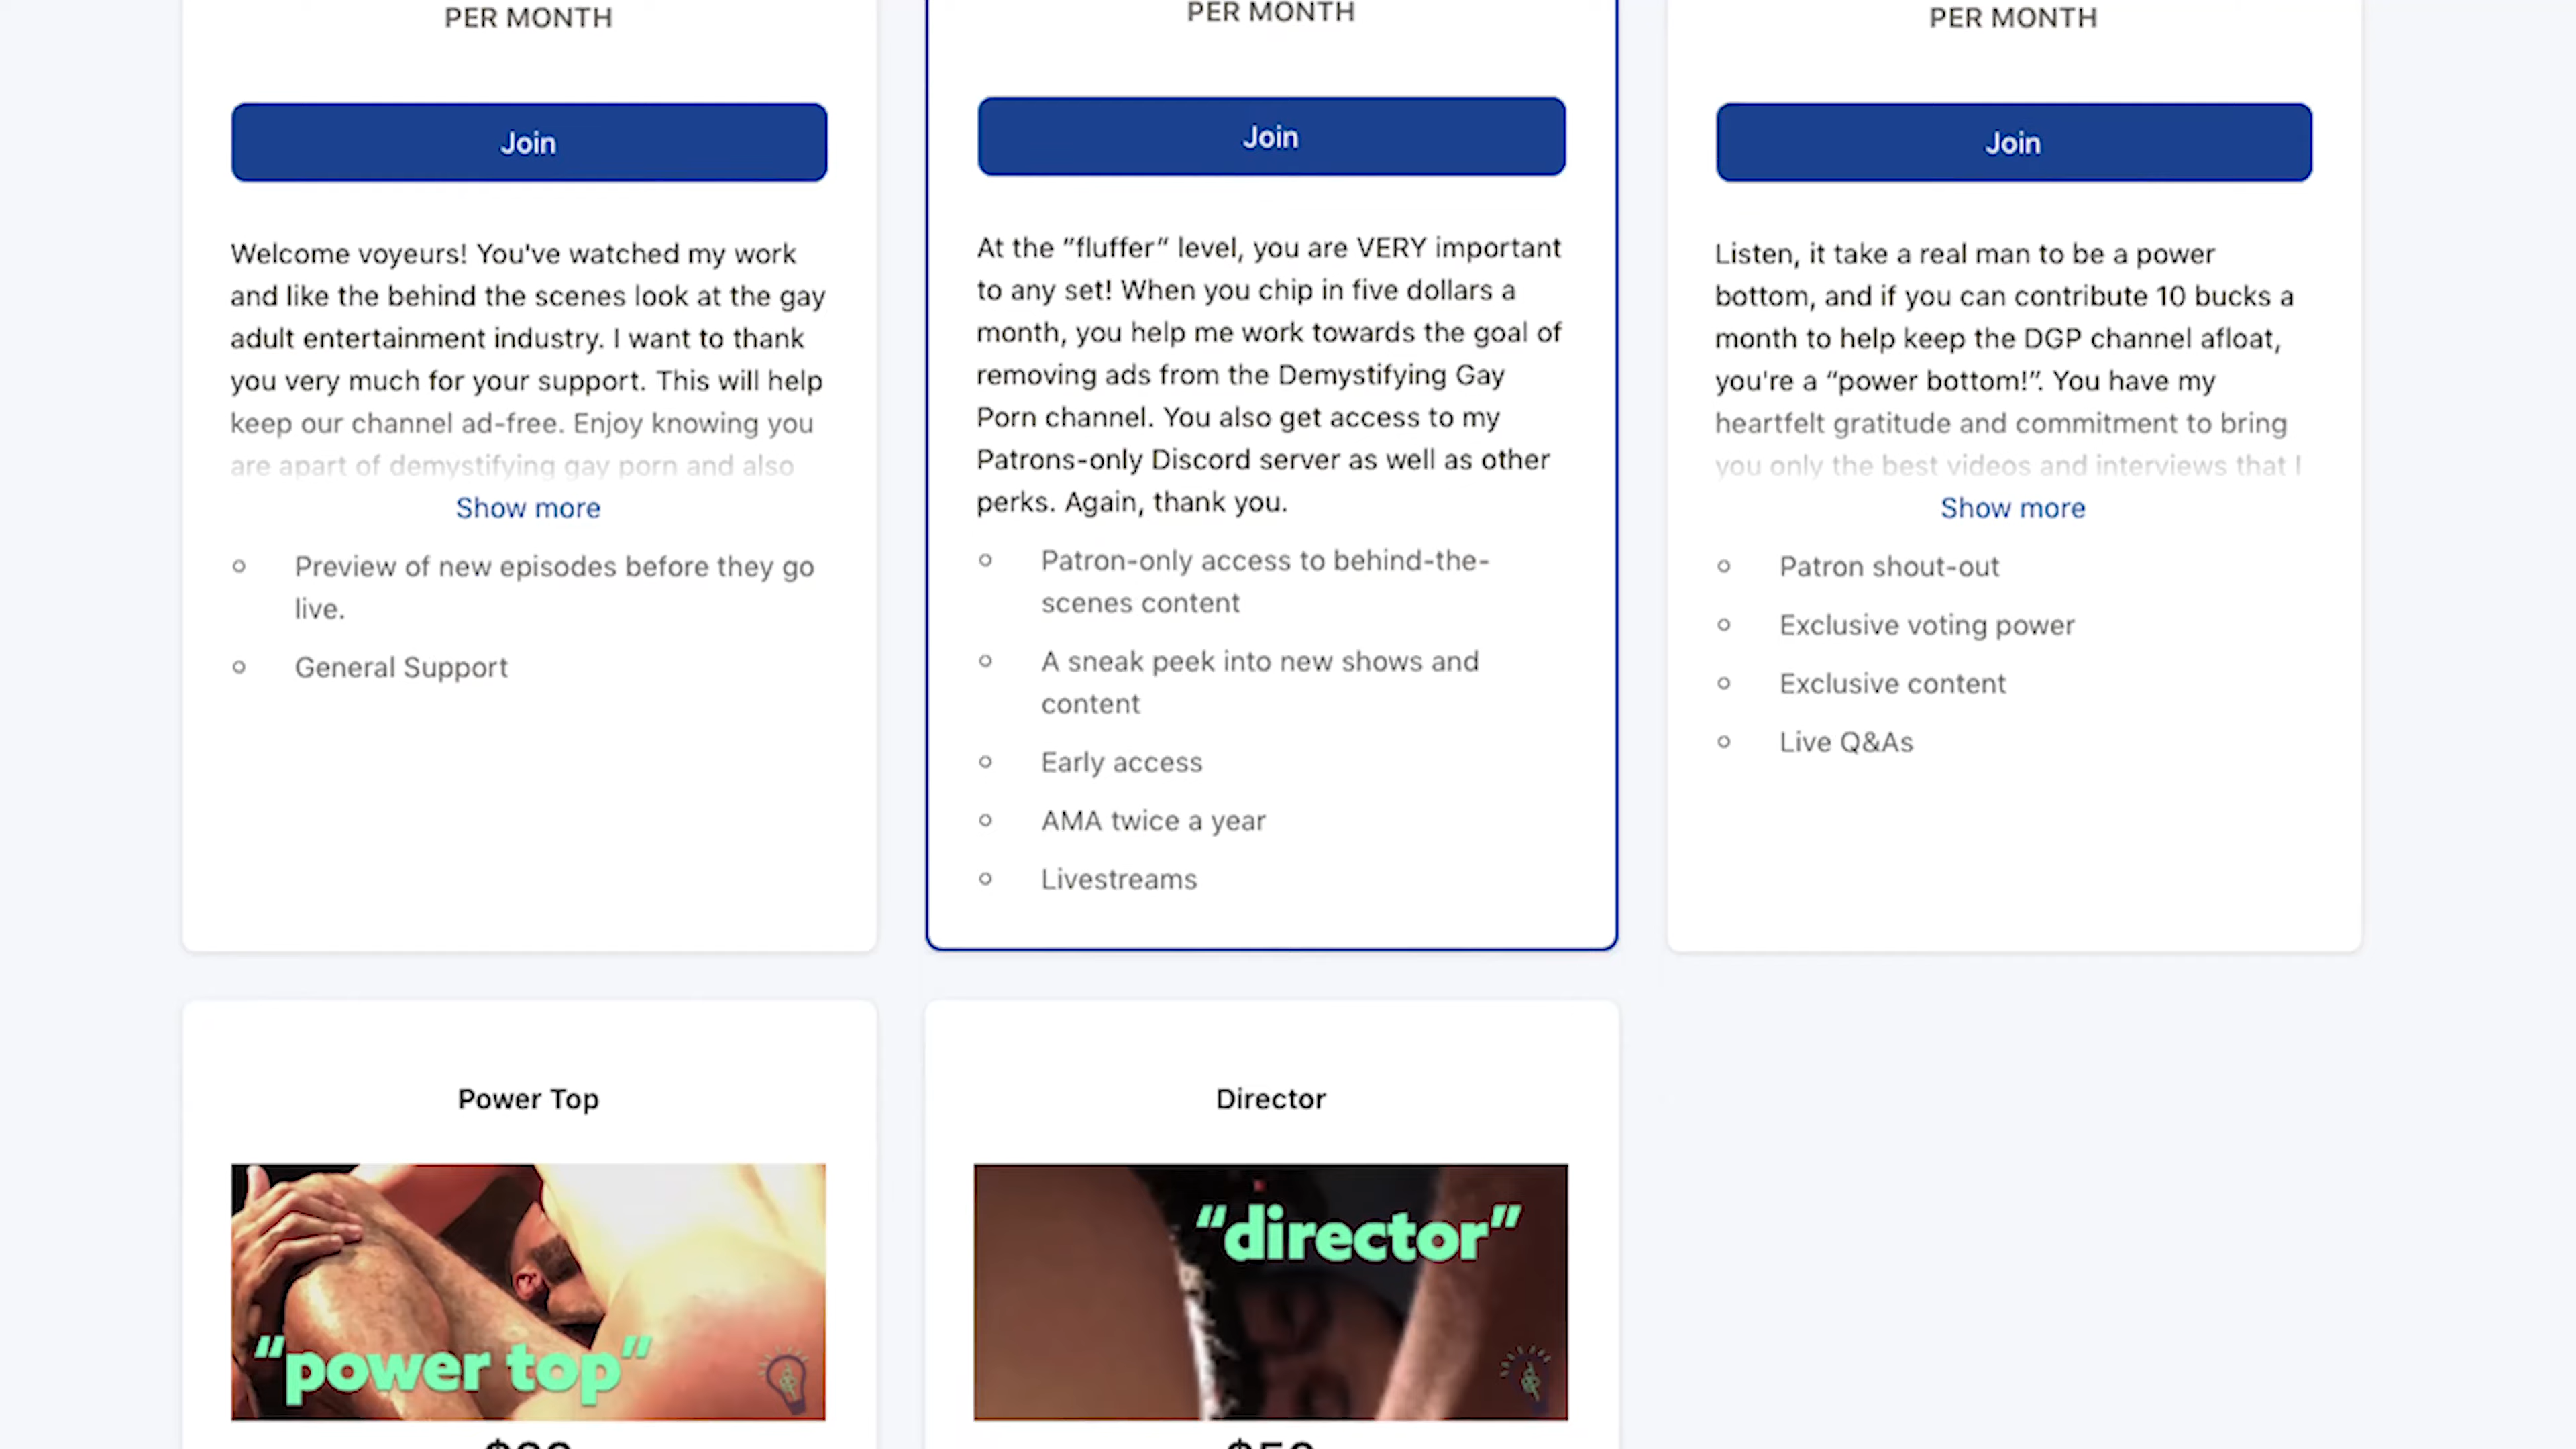 PER MONTH
Join
Welcome voyeurs! You've watched my work
and like the behind the scenes look at the gay
adult entertainment industry. I want to thank
you very much for your support. This will help
keep our channel ad-free. Enjoy knowing you
are apart of demystifying gay porn and also
Show more
Preview of new episodes before they go
live.
General Support
PER MONTH
Join
At the "fluffer" level, you are VERY important
to any set! When you chip in five dollars a
month, you help me work towards the goal of
removing ads from the Demystifying Gay
Porn channel. You also get access to my
Patrons-only Discord server as well as other
perks. Again, thank you.
Patron-only access to behind-the-
scenes content
A sneak peek into new shows and
content
Early access
AMA twice a year
Livestreams
PER MONTH
Join
Listen, it take a real man to be a power
bottom, and if you can contribute 10 bucks a
month to help keep the DGP channel afloat,
you're a “power bottom!”. You have my
heartfelt gratitude and commitment to bring
you only the best videos and interviews that I
Show more
Patron shout-out
Exclusive voting power
Exclusive content
Live Q&As
Power Top
“power top”
Director
“director”